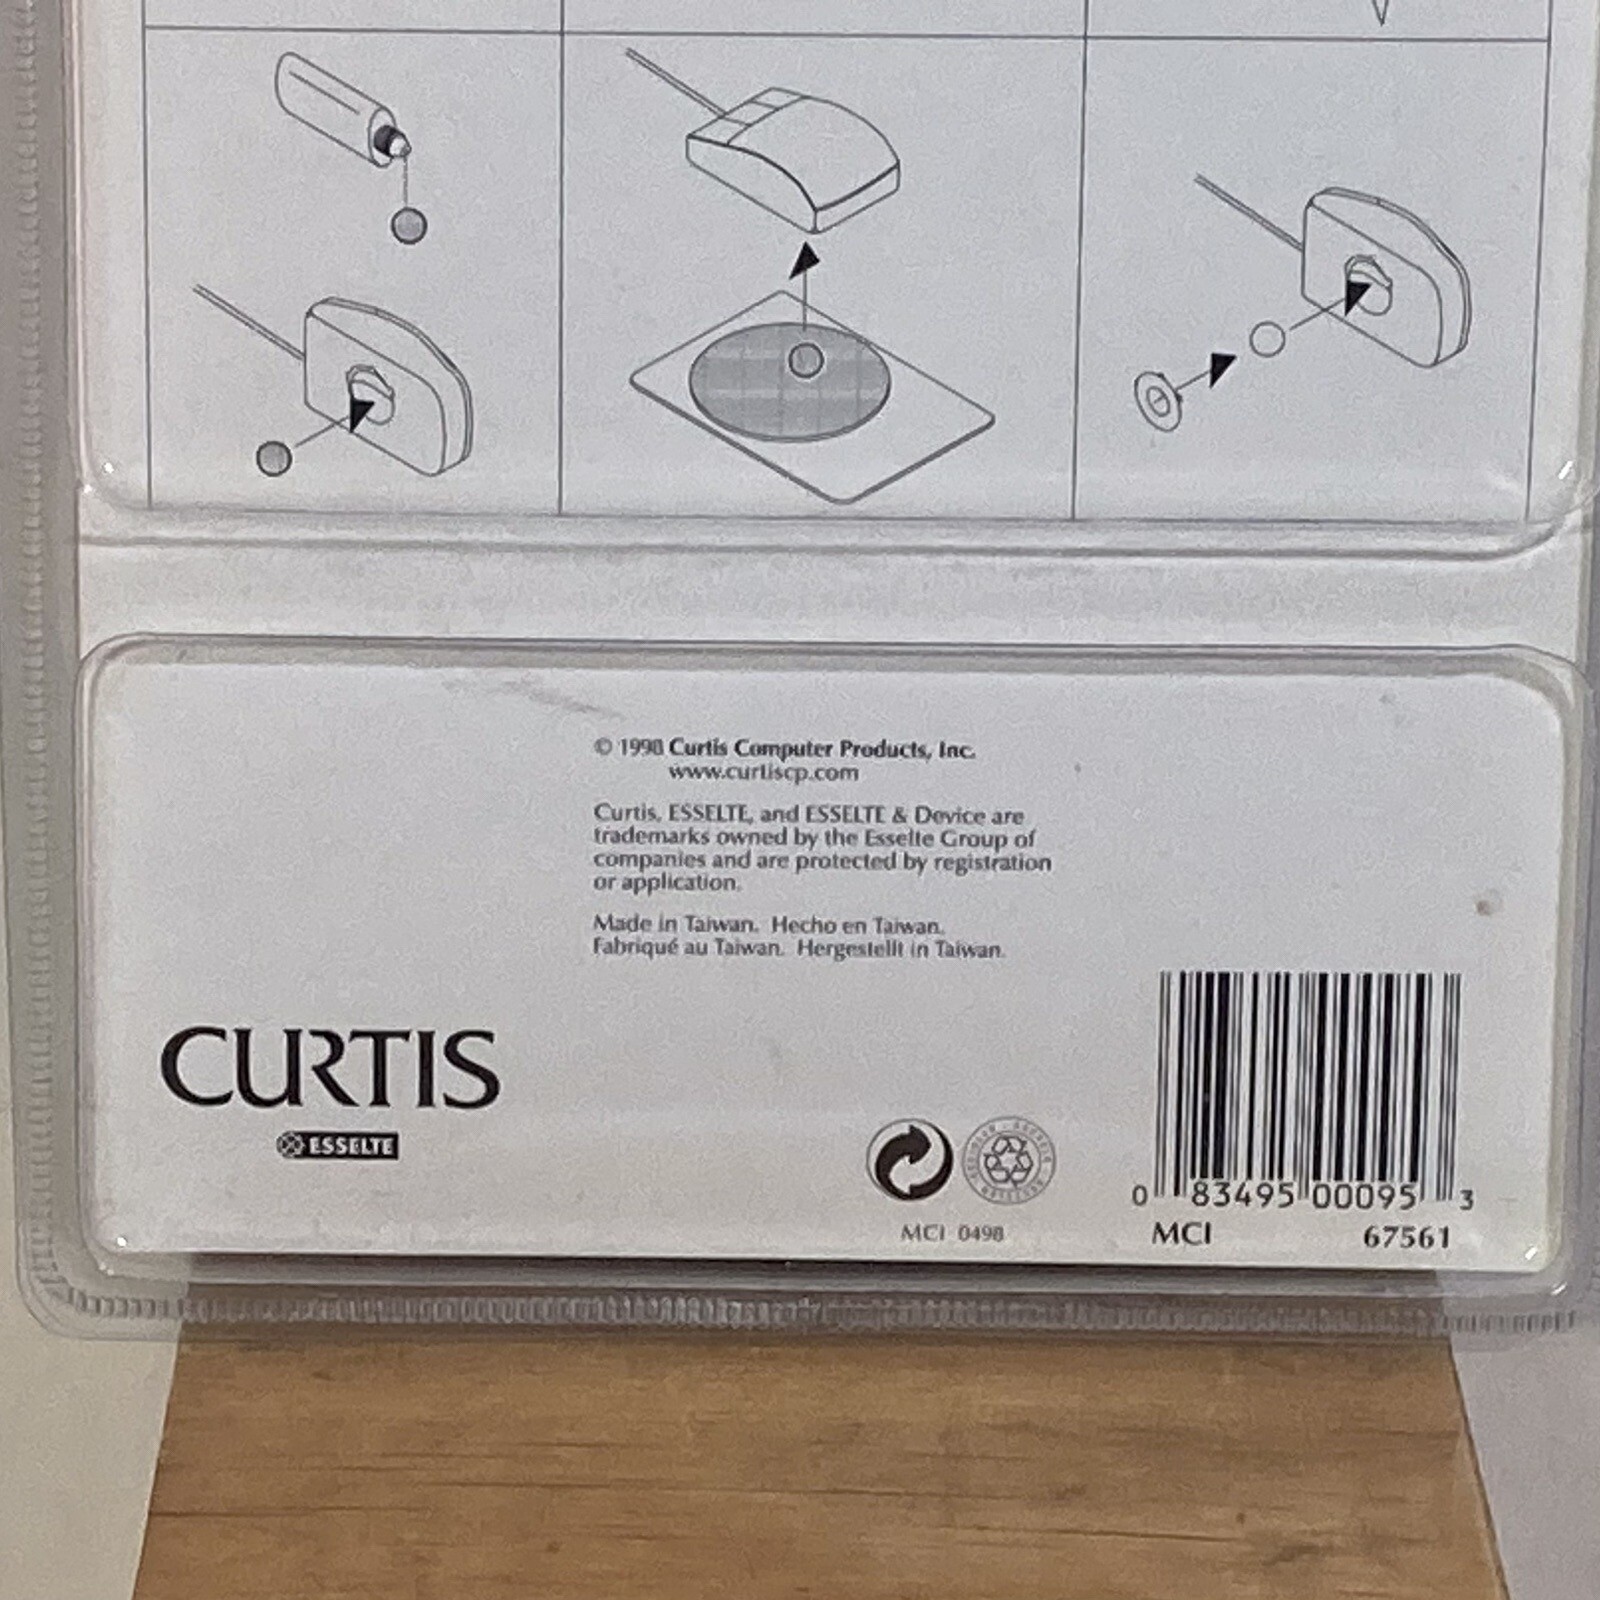 © 1998 Curtis Computer Products, Inc.
www.curtiscp.com
Curtis, ESSELTE, and ESSELTE & Device are
trademarks owned by the Esselte Group of
companies and are protected by registration
or application.
Made in Taiwan. Hecho en Taiwan.
Fabriqué au Taiwan. Hergestellt in Taiwan.
CURTIS
ESSELTE
MCI 0498
0 83495 00095 3
MCI 67561